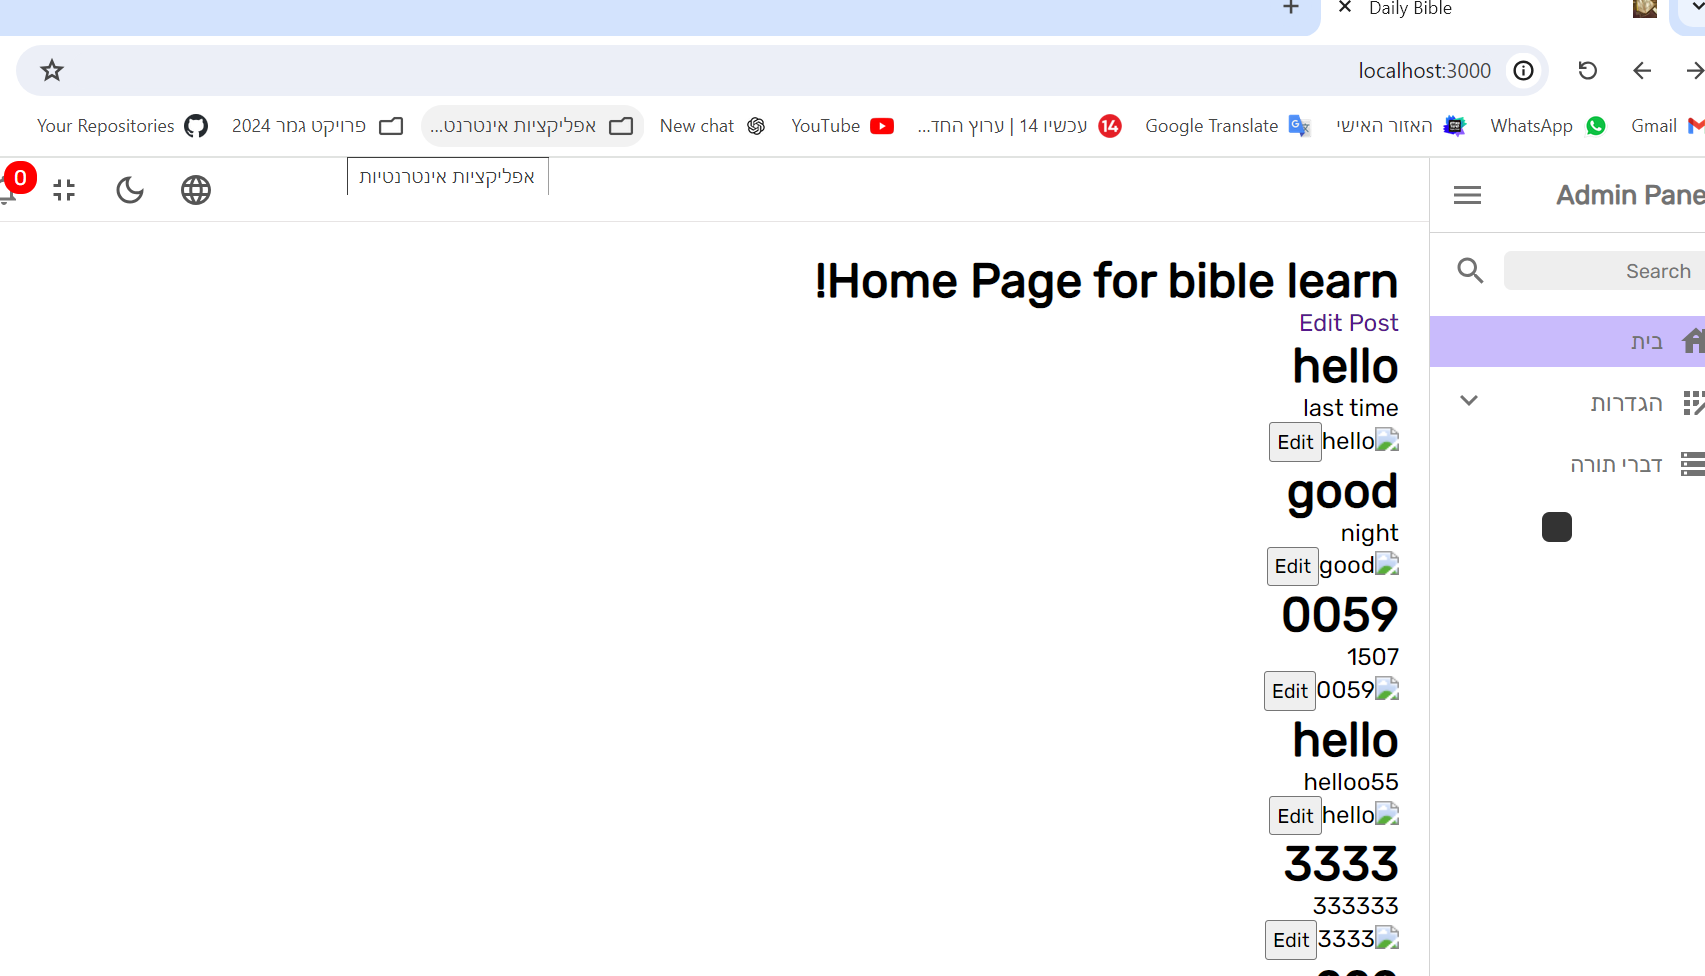 Daily Bible
localhost:3000
Gmail
WhatsApp
האזור האישי
Google Translate
עכשיו 14 | ערוץ החד...
YouTube
New chat
אפליקציות אינטרנט...
פרויקט גמר 2024
Your Repositories
אפליקציות אינטרנטיות
0
Admin Pane
Search
בית
הגדרות
דברי תורה
!Home Page for bible learn
Edit Post
hello
last time
hello Edit
good
night
good Edit
0059
1507
0059 Edit
hello
helloo55
hello Edit
3333
333333
3333 Edit